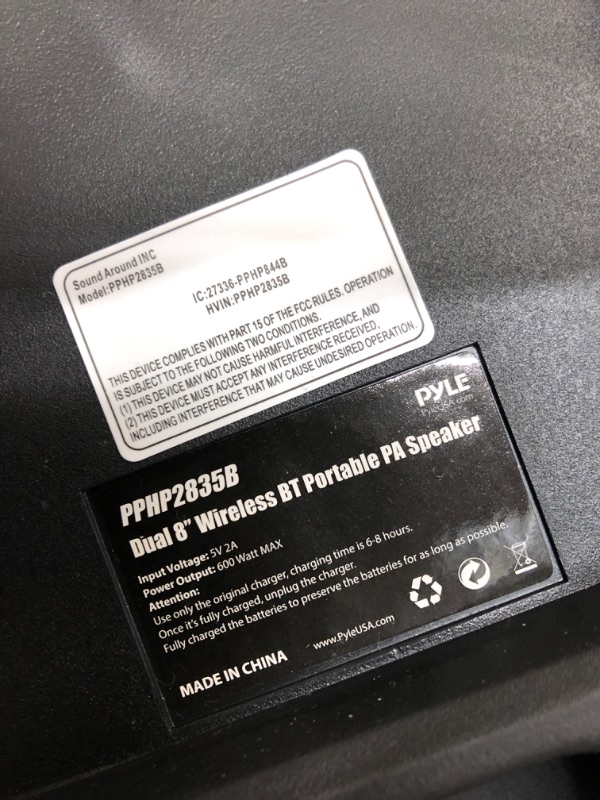 Sound Around INC
Model:PPHP2835B
IC:27336-PPHP844B
HVIN:PPHP2835B
THIS DEVICE COMPLIES WITH PART 15 OF THE FCC RULES. OPERATION
IS SUBJECT TO THE FOLLOWING TWO CONDITIONS.
(1) THIS DEVICE MAY NOT CAUSE HARMFUL INTERFERENCE, AND
(2) THIS DEVICE MUST ACCEPT ANY INTERFERENCE RECEIVED,
INCLUDING INTERFERENCE THAT MAY CAUSE UNDESIRED OPERATION.
PYLE
PyleUSA.com
PPHP2835B
Dual 8" Wireless BT Portable PA Speaker
Input Voltage: 5V 2A
Power Output: 600 Watt MAX
Attention:
Use only the original charger, charging time is 6-8 hours.
Once it's fully charged, unplug the charger.
Fully charged the batteries to preserve the batteries for as long as possible.
MADE IN CHINA
www.PyleUSA.com